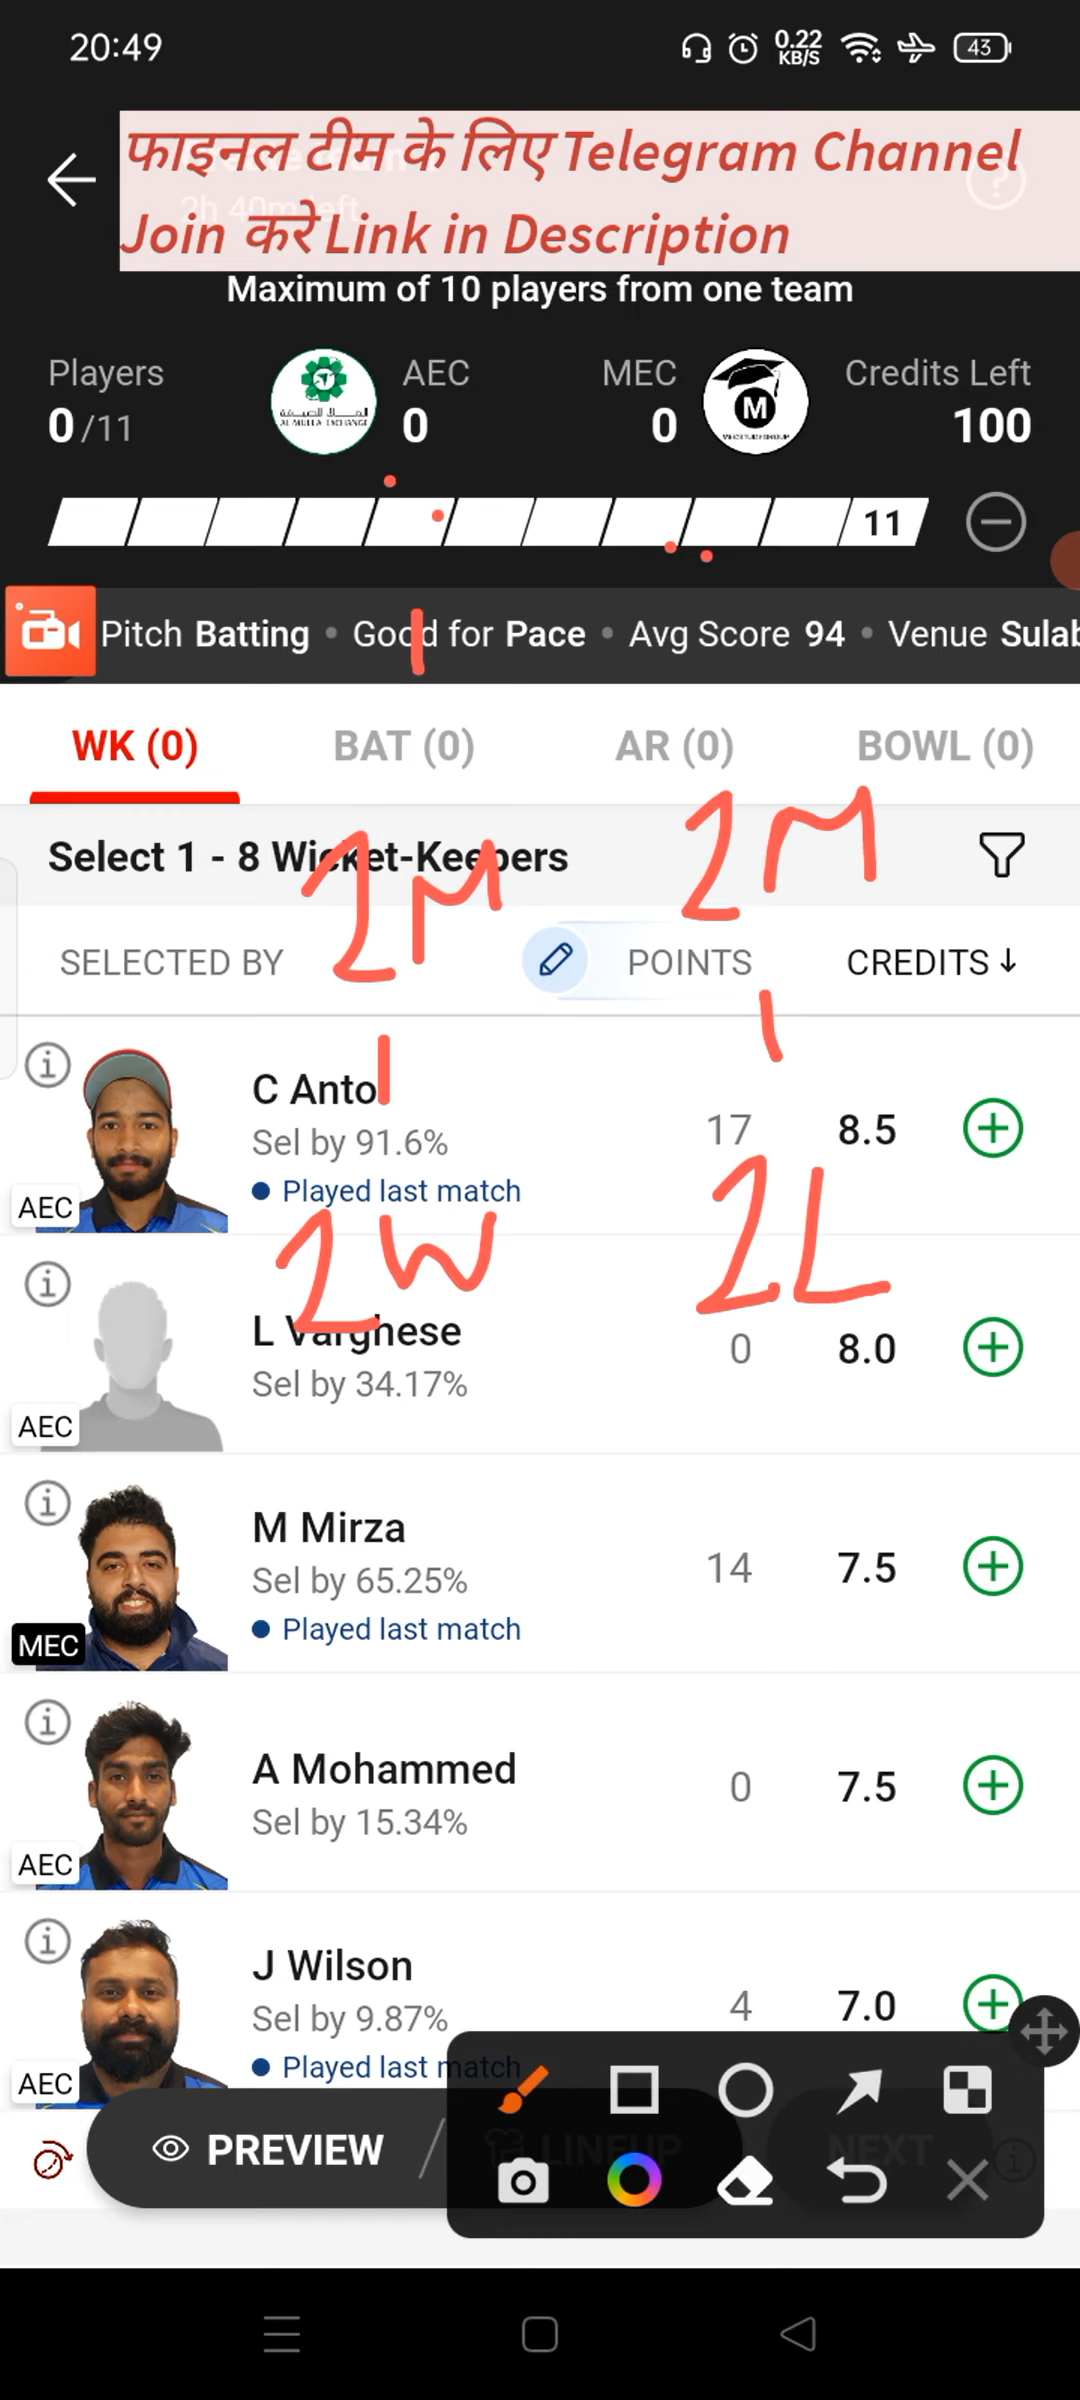 20:49
0.22
KB/S
43
फाइनल टीम के लिए Telegram Channel
Join करे Link in Description
2h 40m left
Maximum of 10 players from one team
Players
0/11
AEC
0
MEC
0
Credits Left
100
11
Pitch Batting • Good for Pace • Avg Score 94 • Venue Sulab
WK (0)
BAT (0)
AR (0)
BOWL (0)
Select 1 - 8 Wicket-Keepers
2M
2M
SELECTED BY
POINTS
CREDITS↓
C Anto
Sel by 91.6%
Played last match
AEC
17
8.5
2W
2L
L Varghese
Sel by 34.17%
AEC
0
8.0
M Mirza
Sel by 65.25%
Played last match
MEC
14
7.5
A Mohammed
Sel by 15.34%
AEC
0
7.5
J Wilson
Sel by 9.87%
Played last match
AEC
4
7.0
PREVIEW
LINEUP
NEXT